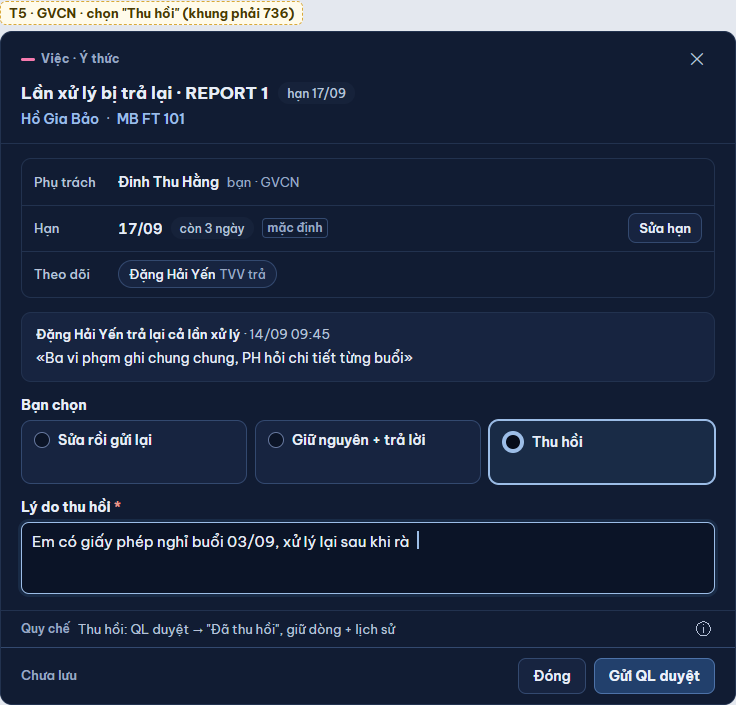 T5 · GVCN · chọn "Thu hồi" (khung phải 736)
Việc · Ý thức
Lần xử lý bị trả lại · REPORT 1 hạn 17/09
Hồ Gia Bảo · MB FT 101
Phụ trách Đinh Thu Hằng bạn · GVCN
Hạn 17/09 còn 3 ngày mặc định Sửa hạn
Theo dõi Đặng Hải Yến TVV trả
Đặng Hải Yến trả lại cả lần xử lý · 14/09 09:45
«Ba vi phạm ghi chung chung, PH hỏi chi tiết từng buổi»
Bạn chọn
Sửa rồi gửi lại Giữ nguyên + trả lời Thu hồi
Lý do thu hồi *
Em có giấy phép nghỉ buổi 03/09, xử lý lại sau khi rà
Quy chế Thu hồi: QL duyệt → "Đã thu hồi", giữ dòng + lịch sử
Chưa lưu Đóng Gửi QL duyệt